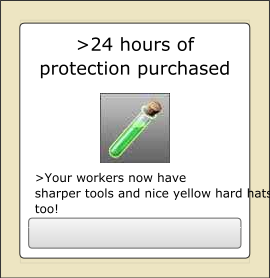 >24 hours of
protection purchased
>Your workers now have
sharper tools and nice yellow hard hats
too!